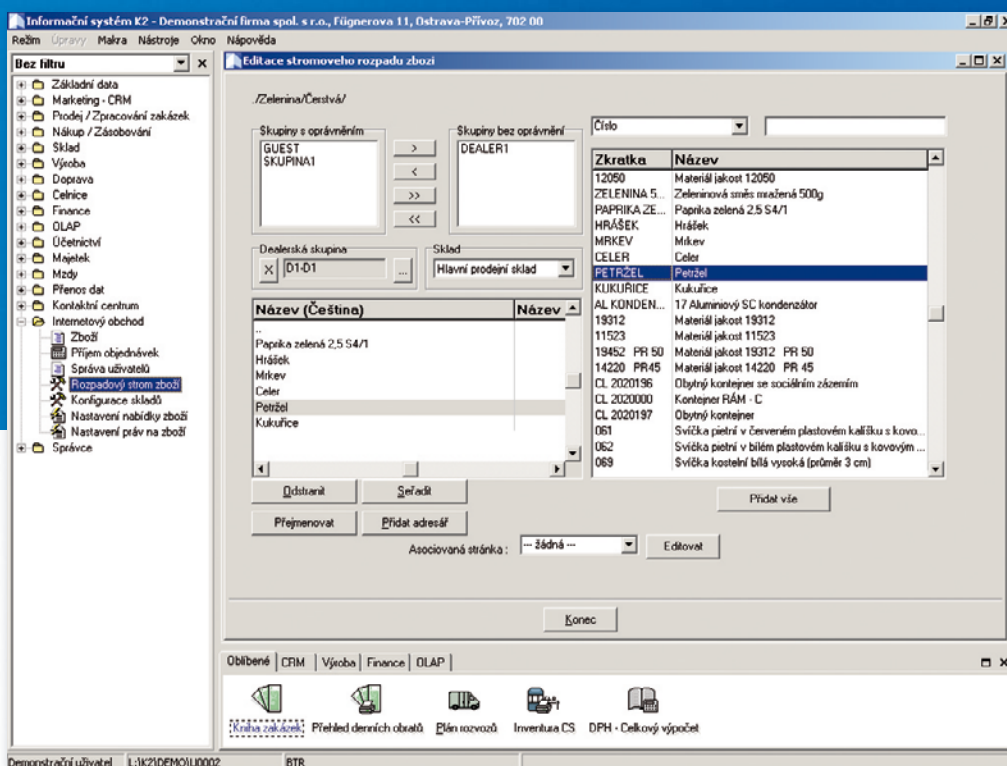 Informační systém K2 - Demonstrační firma spol. s r.o., Fügnerova 11, Ostrava-Přívoz, 702 00
Režim Úpravy Makra Nástroje Okno Nápověda
Bez filtru
Základní data
Marketing - CRM
Prodej / Zpracování zakázek
Nákup / Zásobování
Sklad
Výroba
Doprava
Celnice
Finance
OLAP
Účetnictví
Majetek
Mzdy
Přenos dat
Kontaktní centrum
Internetový obchod
Zboží
Příjem objednávek
Správa uživatelů
Rozpadový strom zboží
Konfigurace skladů
Nastavení nabídky zboží
Nastavení práv na zboží
Správce
Editace stromoveho rozpadu zbozi
./Zelenina/Čerstvá/
Skupiny s oprávněním
GUEST
SKUPINA1
>
<
>>
<<
Skupiny bez oprávnění
DEALER1
Dealerská skupina
X D1-D1 ...
Sklad
Hlavní prodejní sklad
Název (Čeština) Název
..
Paprika zelená 2,5 S4/1
Hrášek
Mrkev
Celer
Petržel
Kukuřice
Odstranit Seřadit
Přejmenovat Přidat adresář
Číslo
Zkratka Název
12050 Materiál jakost 12050
ZELENINA 5... Zeleninová směs mražená 500g
PAPRIKA ZE... Paprika zelená 2,5 S4/1
HRÁŠEK Hrášek
MRKEV Mrkev
CELER Celer
PETRŽEL Petržel
KUKUŘICE Kukuřice
AL KONDEN... 17 Aluminiový SC kondenzátor
19312 Materiál jakost 19312
11523 Materiál jakost 11523
19452 PR 50 Materiál jakost 19312 PR 50
14220 PR45 Materiál jakost 14220 PR 45
CL 2020196 Obytný kontejner se sociálním zázemím
CL 2020000 Kontejner RÁM - C
CL 2020197 Obytný kontejner
061 Svíčka pietní v červeném plastovém kalíšku s kovo...
062 Svíčka pietní v bílém plastovém kalíšku s kovovým ...
069 Svíčka kostelní bílá vysoká (průměr 3 cm)
Přidat vše
Asociovaná stránka : --- žádná --- Editovat
Konec
Oblíbené CRM Výroba Finance OLAP
Kniha zakázek Přehled denních obratů Plán rozvozů Inventura CS DPH - Celkový výpočet
Demonstrační uživatel L:\K2\DEMO\U0002 BTR